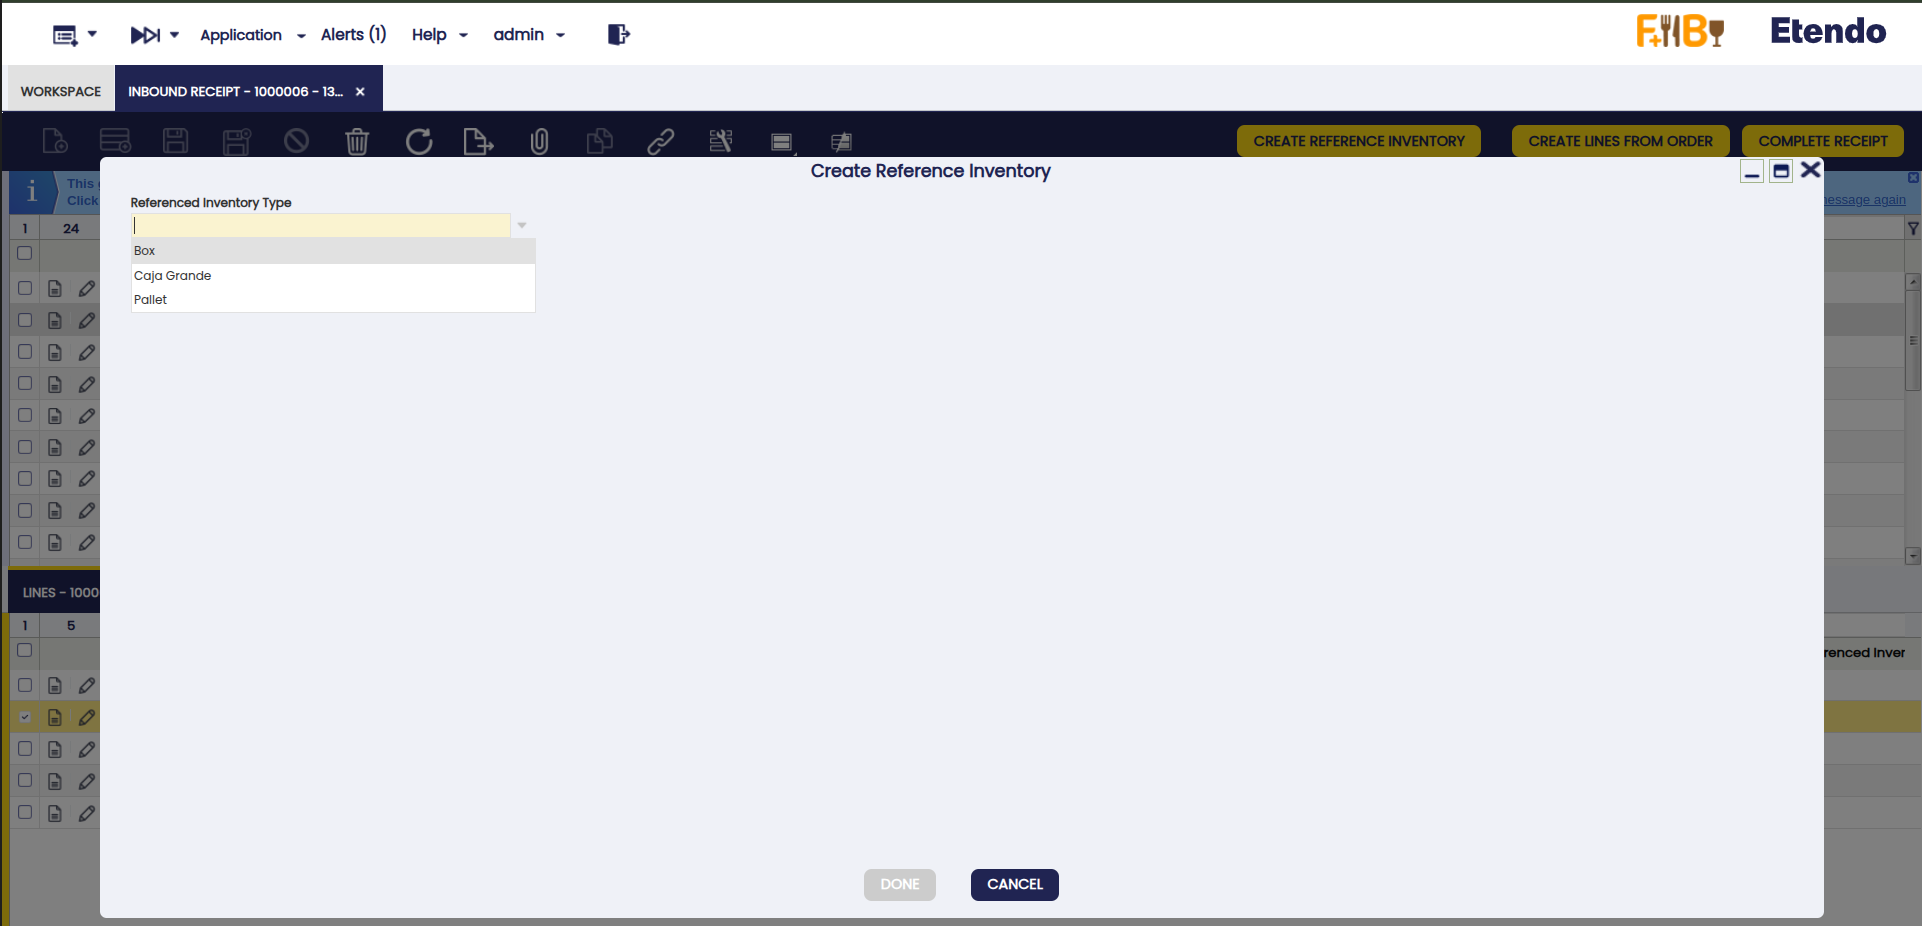 Application
Alerts (1)
Help
admin
F+B
Etendo
WORKSPACE
INBOUND RECEIPT - 1000006 - 13...
CREATE REFERENCE INVENTORY
CREATE LINES FROM ORDER
COMPLETE RECEIPT
Create Reference Inventory
i
This
Click
message again
Referenced Inventory Type
1
24
Box
Caja Grande
Pallet
LINES - 1000
1
5
renced Inver
DONE
CANCEL